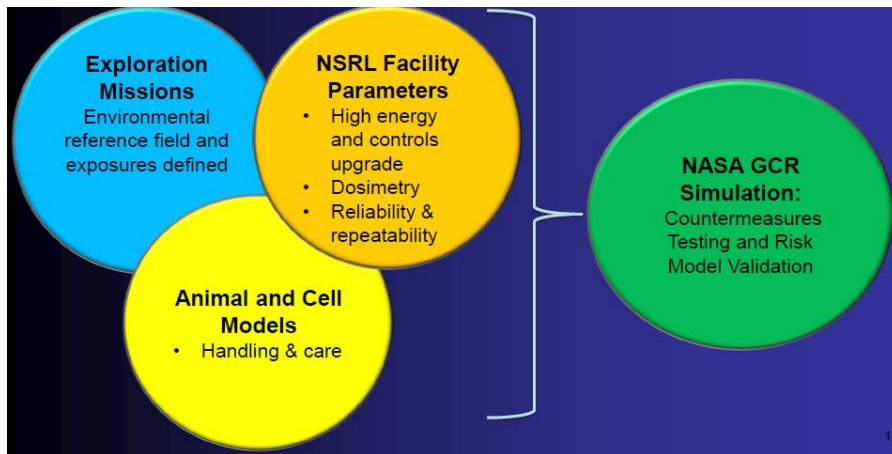 Exploration
Missions
Environmental
reference field and
exposures defined
NSRL Facility
Parameters
• High energy
and controls
upgrade
• Dosimetry
• Reliability &
repeatability
Animal and Cell
Models
• Handling & care
NASA GCR
Simulation:
Countermeasures
Testing and Risk
Model Validation
1